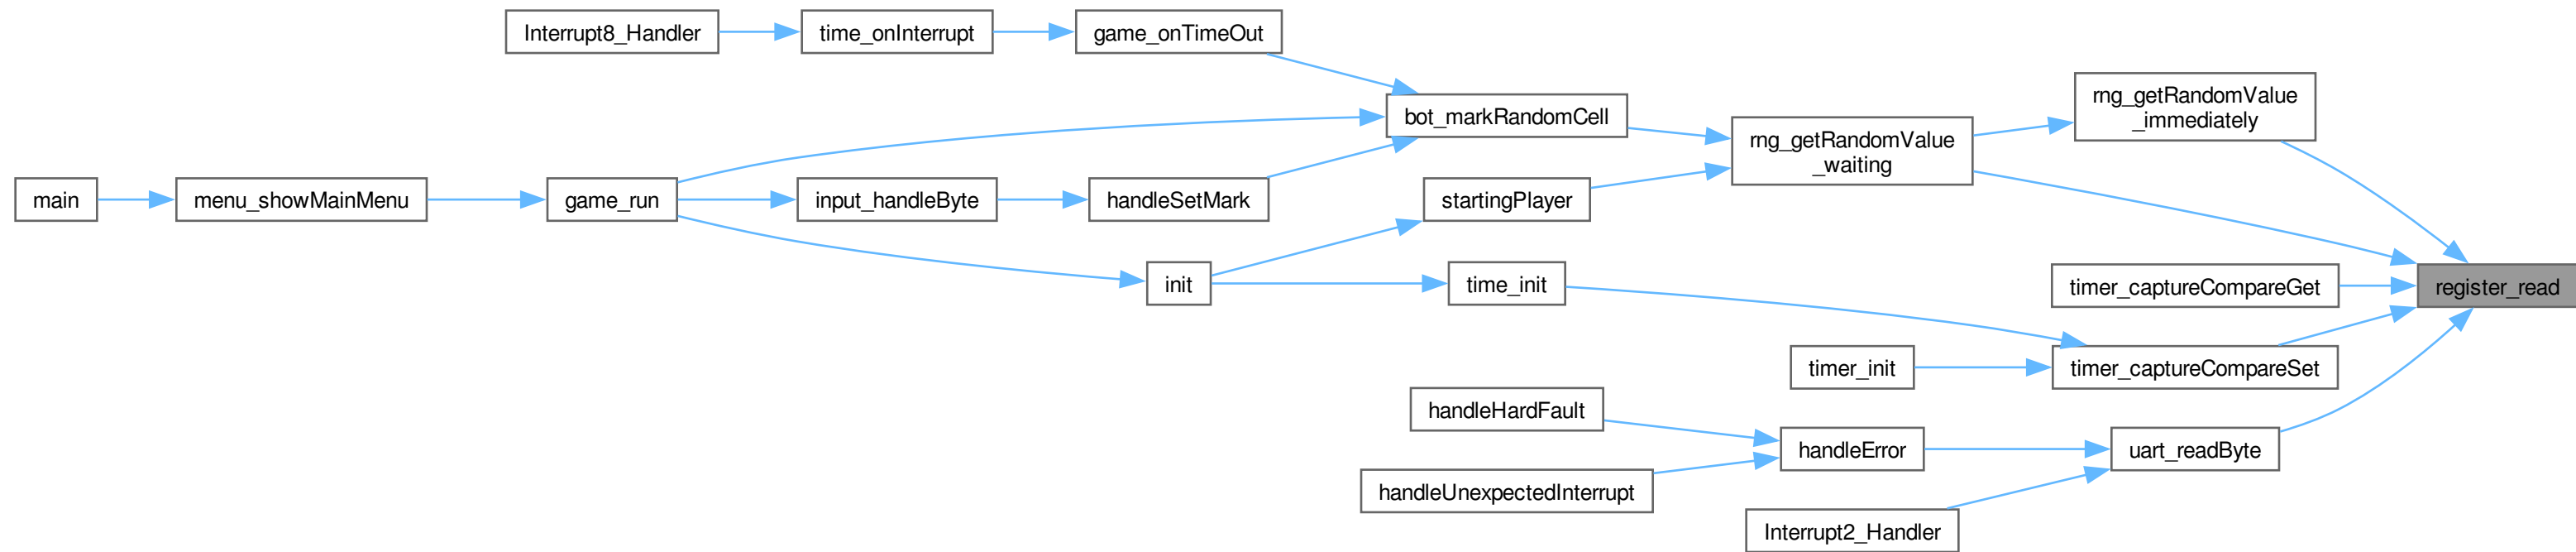 Interrupt8_Handler
time_onInterrupt
game_onTimeOut
bot_markRandomCell
rng_getRandomValue
_immediately
rng_getRandomValue
_waiting
main
menu_showMainMenu
game_run
input_handleByte
handleSetMark
startingPlayer
init
time_init
timer_captureCompareGet
register_read
timer_init
timer_captureCompareSet
handleHardFault
handleError
uart_readByte
handleUnexpectedInterrupt
Interrupt2_Handler